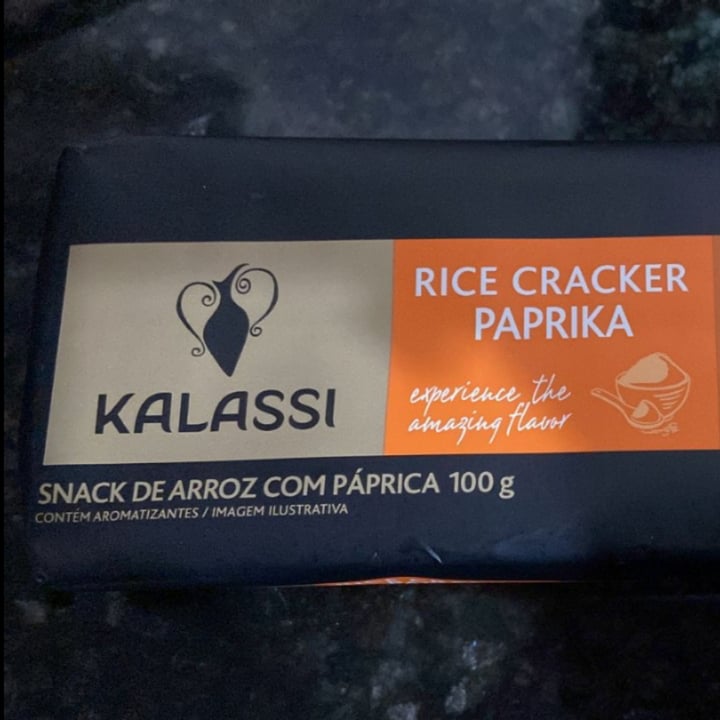 KALASSI
RICE CRACKER
PAPRIKA
experience the
amazing flavor
SNACK DE ARROZ COM PÁPRICA 100 g
CONTÉM AROMATIZANTES / IMAGEM ILUSTRATIVA